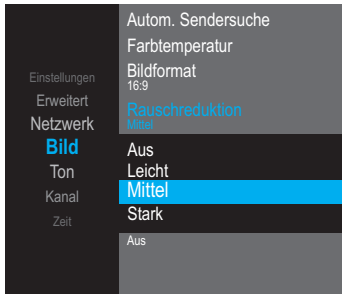 Einstellungen
Erweitert
Netzwerk
Bild
Ton
Kanal
Zeit
Autom. Sendersuche
Farbtemperatur
Bildformat
16:9
Rauschreduktion
Mittel
Aus
Leicht
Mittel
Stark
Aus